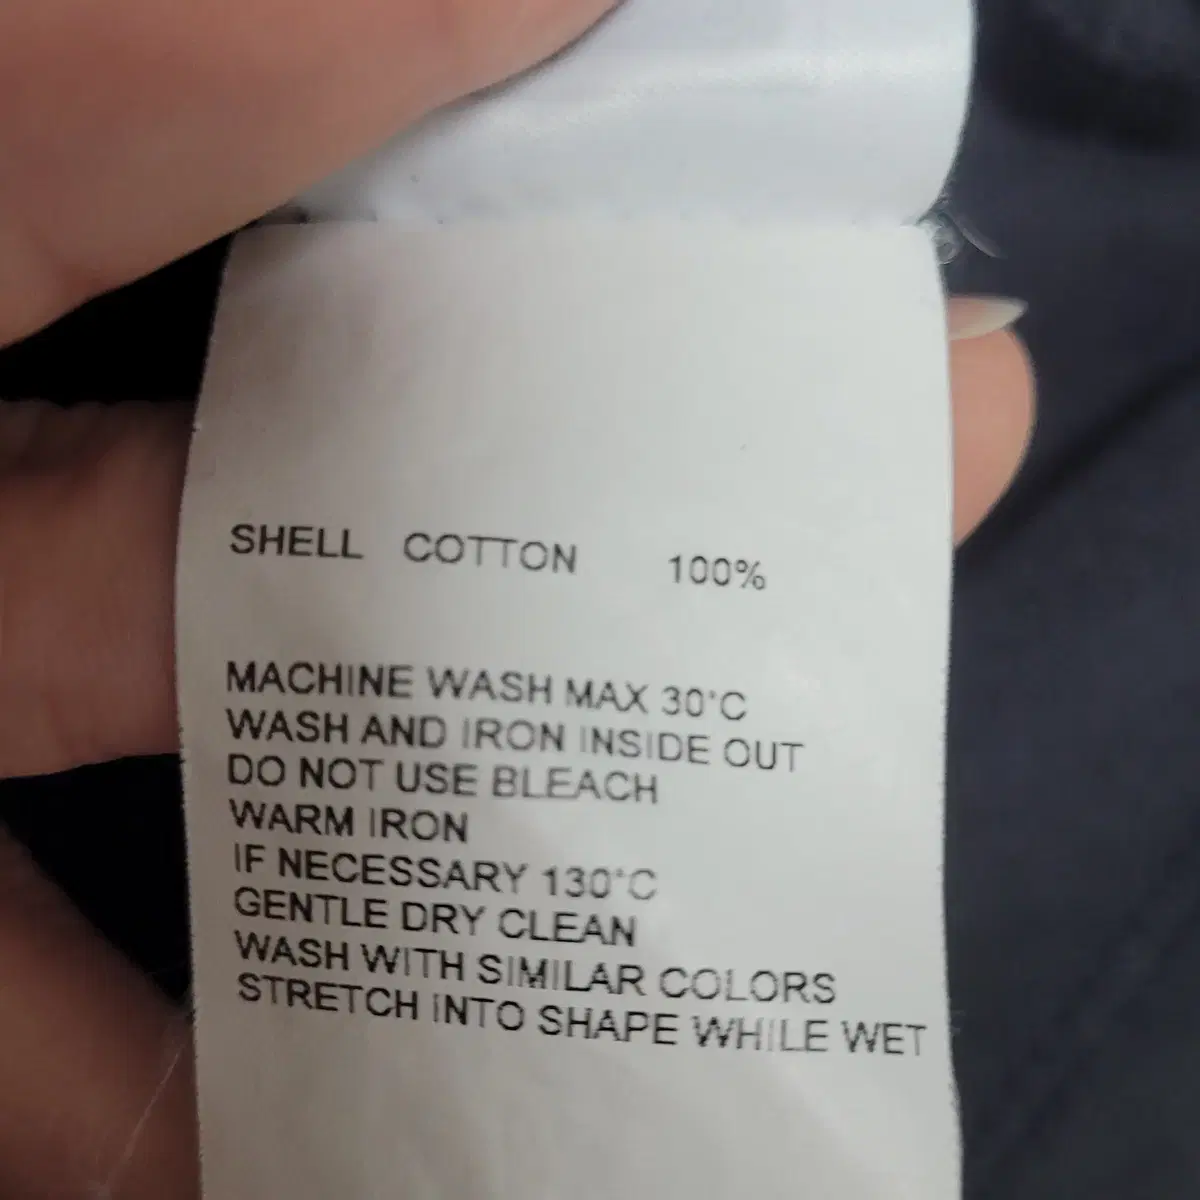 SHELL COTTON 100%
MACHINE WASH MAX 30°C
WASH AND IRON INSIDE OUT
DO NOT USE BLEACH
WARM IRON
IF NECESSARY 130°C
GENTLE DRY CLEAN
WASH WITH SIMILAR COLORS
STRETCH INTO SHAPE WHILE WET